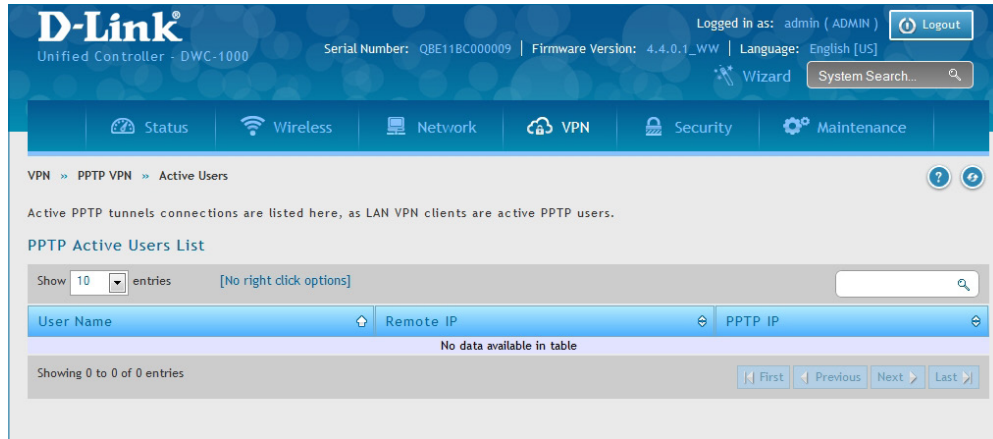 D-Link®
Unified Controller - DWC-1000
Logged in as: admin ( ADMIN ) Logout
Serial Number: QBE11BC000009 | Firmware Version: 4.4.0.1_WW | Language: English [US]
Wizard System Search...
Status Wireless Network VPN Security Maintenance
VPN » PPTP VPN » Active Users
?
Active PPTP tunnels connections are listed here, as LAN VPN clients are active PPTP users.
PPTP Active Users List
Show 10 entries [No right click options]
User Name Remote IP PPTP IP
No data available in table
Showing 0 to 0 of 0 entries
First Previous Next Last